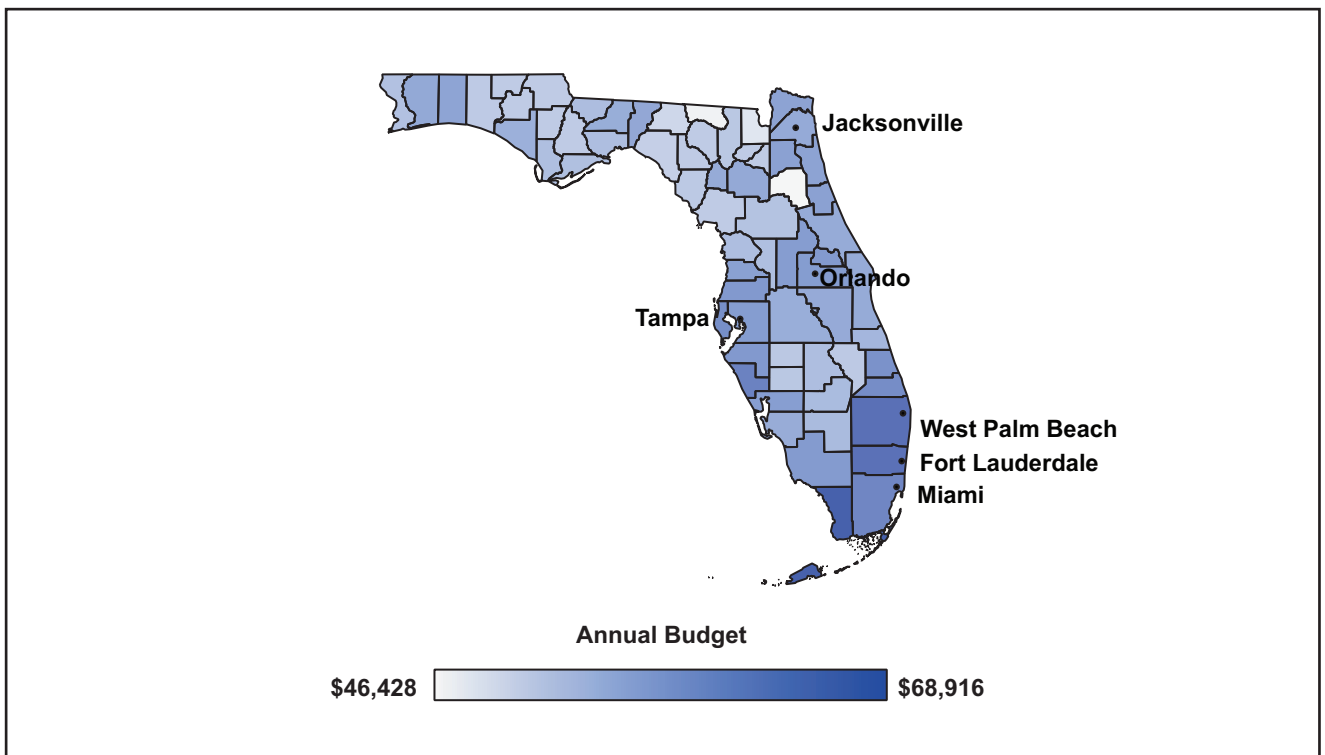 Jacksonville
Orlando
Tampa
West Palm Beach
Fort Lauderdale
Miami
Annual Budget
$46,428
$68,916